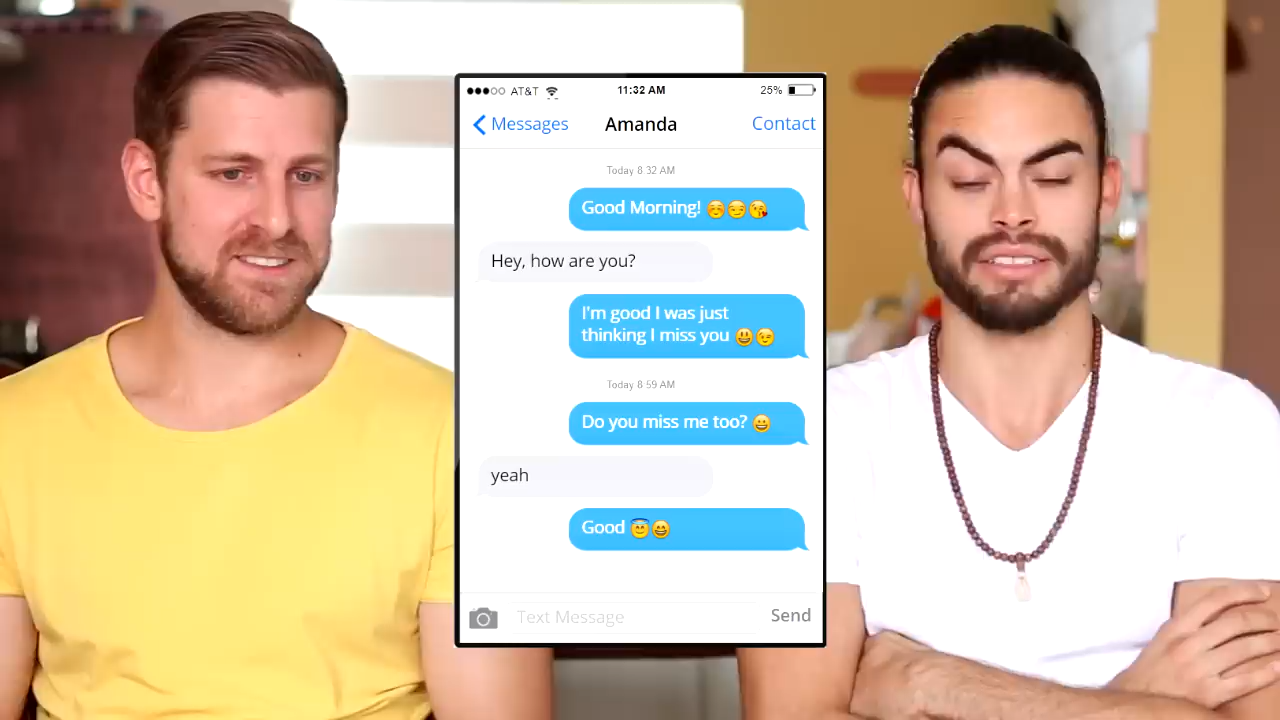 AT&T 11:32 AM 25%
Messages Amanda Contact
Today 8:32 AM
Good Morning! ☺️😏😘
Hey, how are you?
I'm good I was just
thinking I miss you 😃😉
Today 8:59 AM
Do you miss me too? 😀
yeah
Good 😇😄
Text Message Send